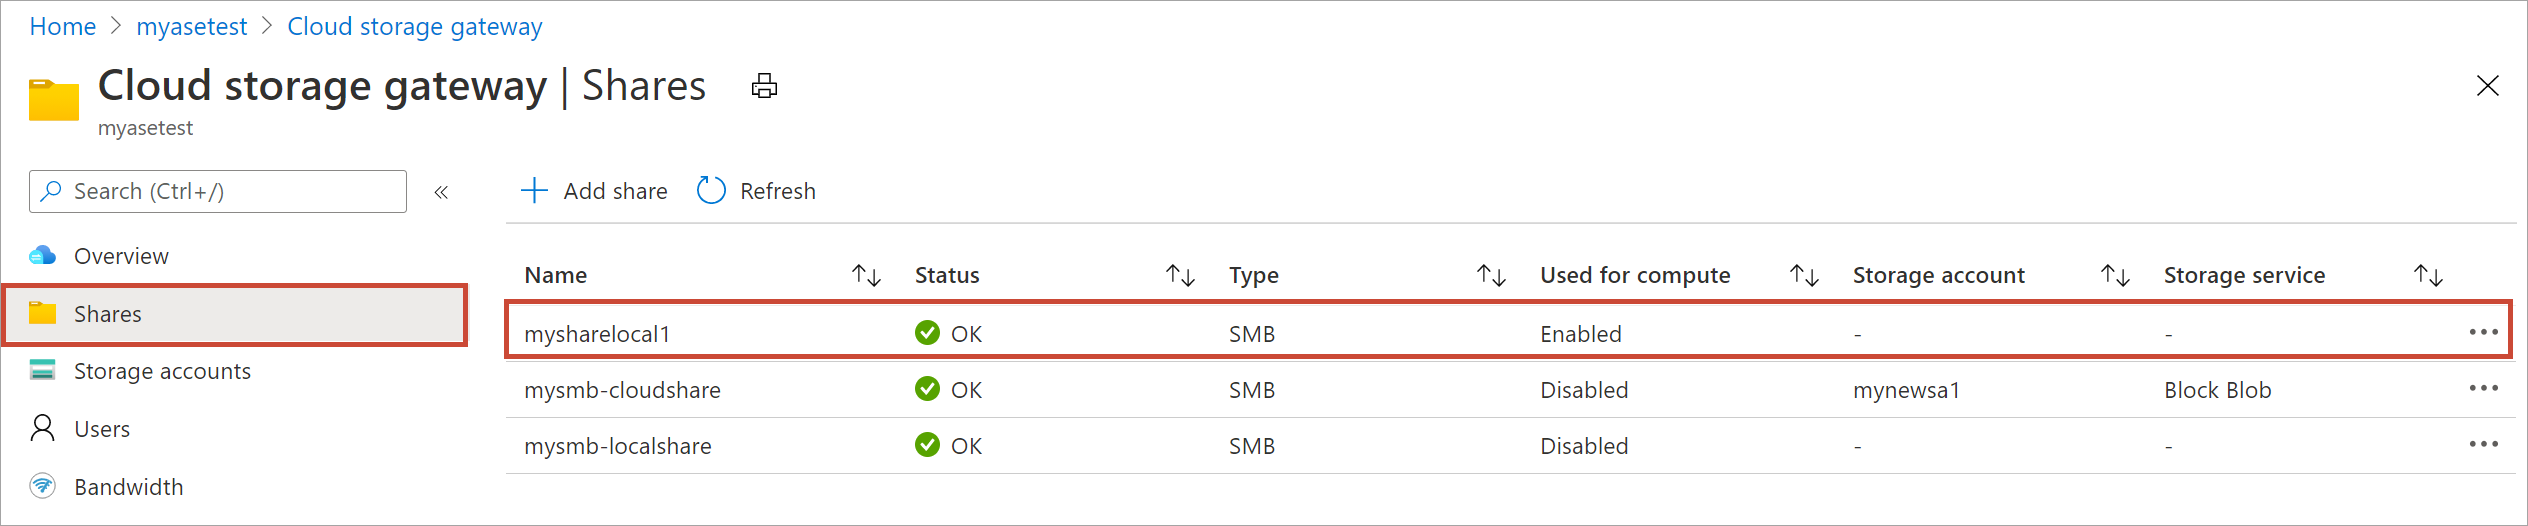 Home > myasetest > Cloud storage gateway
Cloud storage gateway | Shares
myasetest
Search (Ctrl+/) «
Add share Refresh
Overview
Shares
Storage accounts
Users
Bandwidth
Name Status Type Used for compute Storage account Storage service
mysharelocal1 OK SMB Enabled - -
mysmb-cloudshare OK SMB Disabled mynewsa1 Block Blob
mysmb-localshare OK SMB Disabled - -